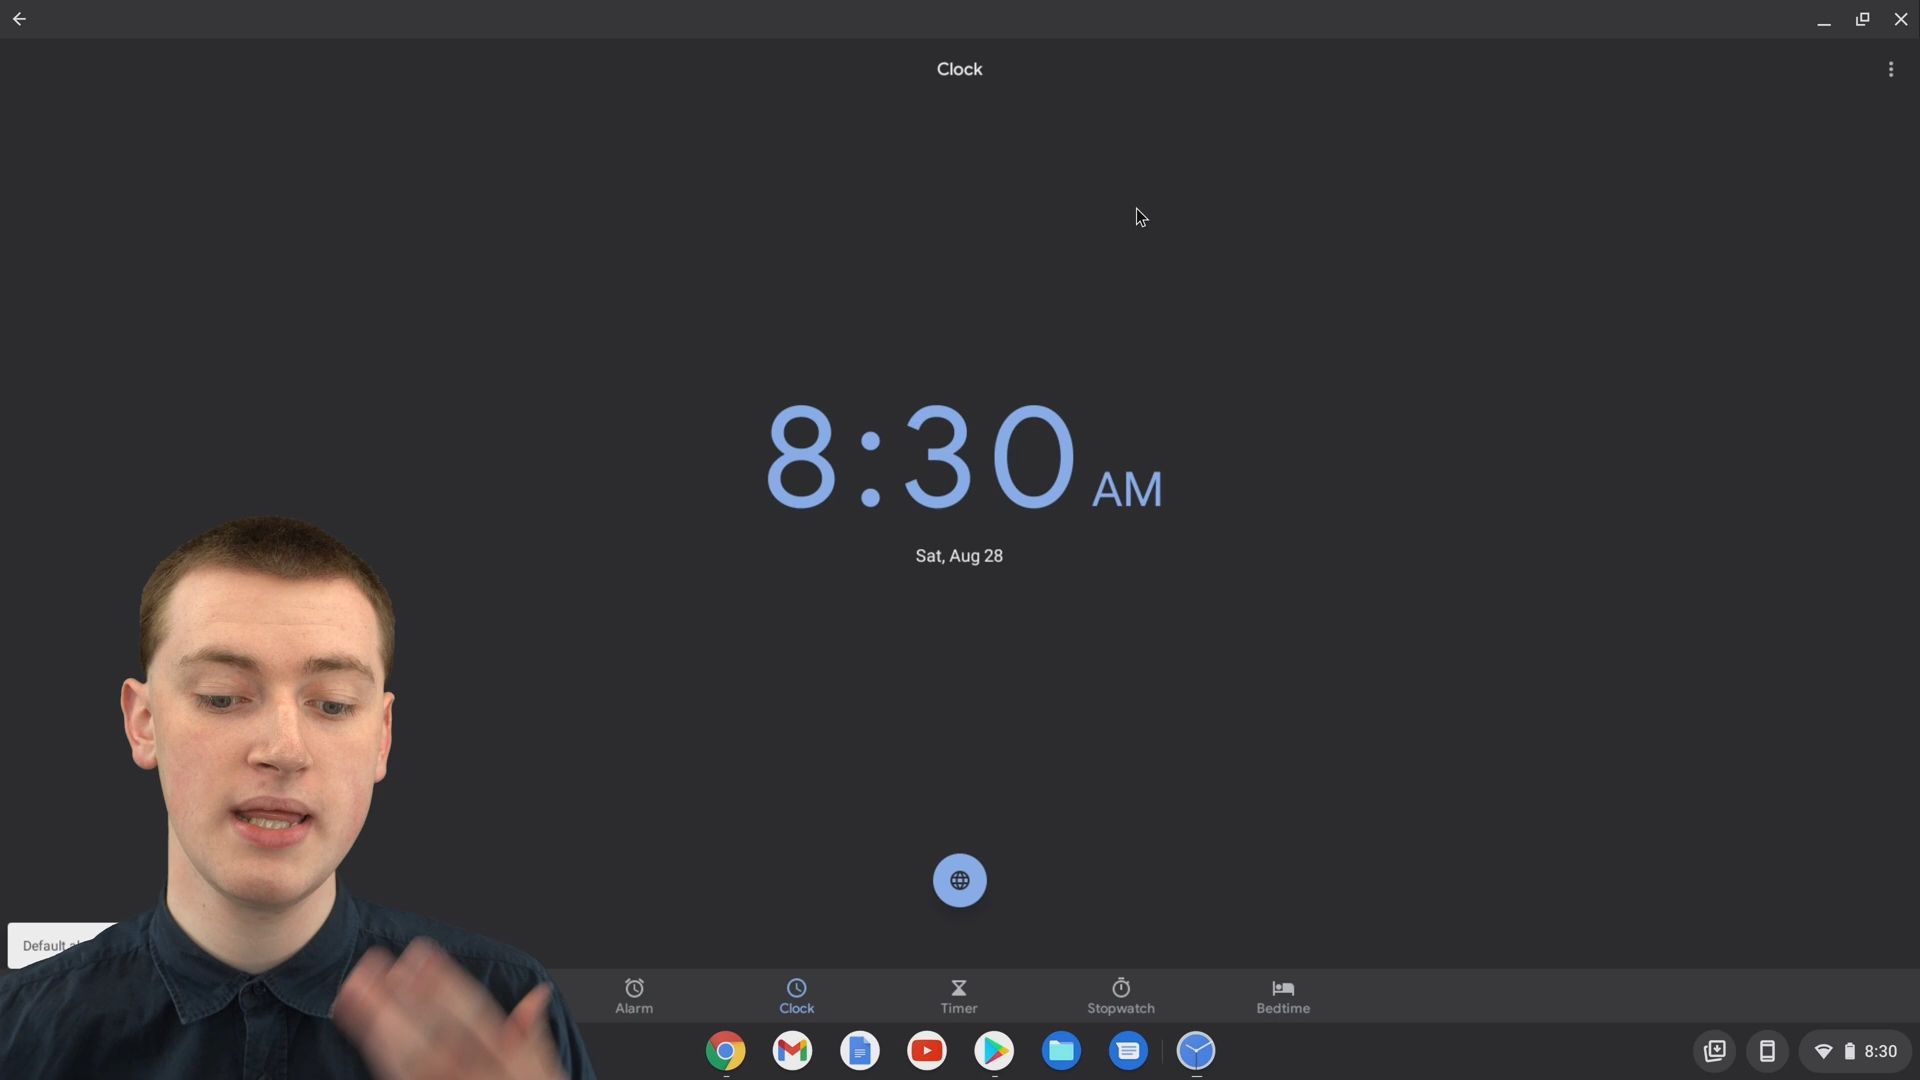 Clock
8:30 AM
Sat, Aug 28
Default
Alarm
Clock
Timer
Stopwatch
Bedtime
8:30